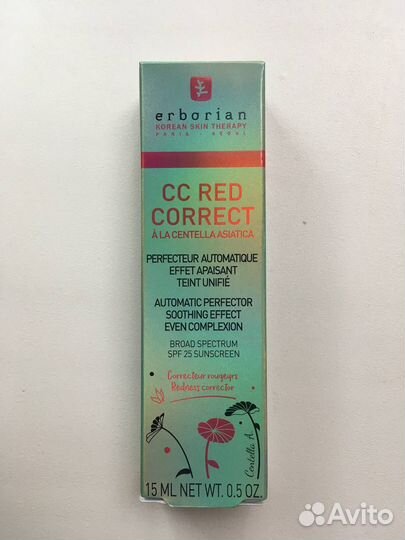 erborian
KOREAN SKIN THERAPY
PARIS - SEOUL
CC RED
CORRECT
À LA CENTELLA ASIATICA
PERFECTEUR AUTOMATIQUE
EFFET APAISANT
TEINT UNIFIÉ
AUTOMATIC PERFECTOR
SOOTHING EFFECT
EVEN COMPLEXION
BROAD SPECTRUM
SPF 25 SUNSCREEN
Correcteur rougeurs
Redness corrector
Centella A.
15 ML NET WT. 0.5 OZ.
Avito